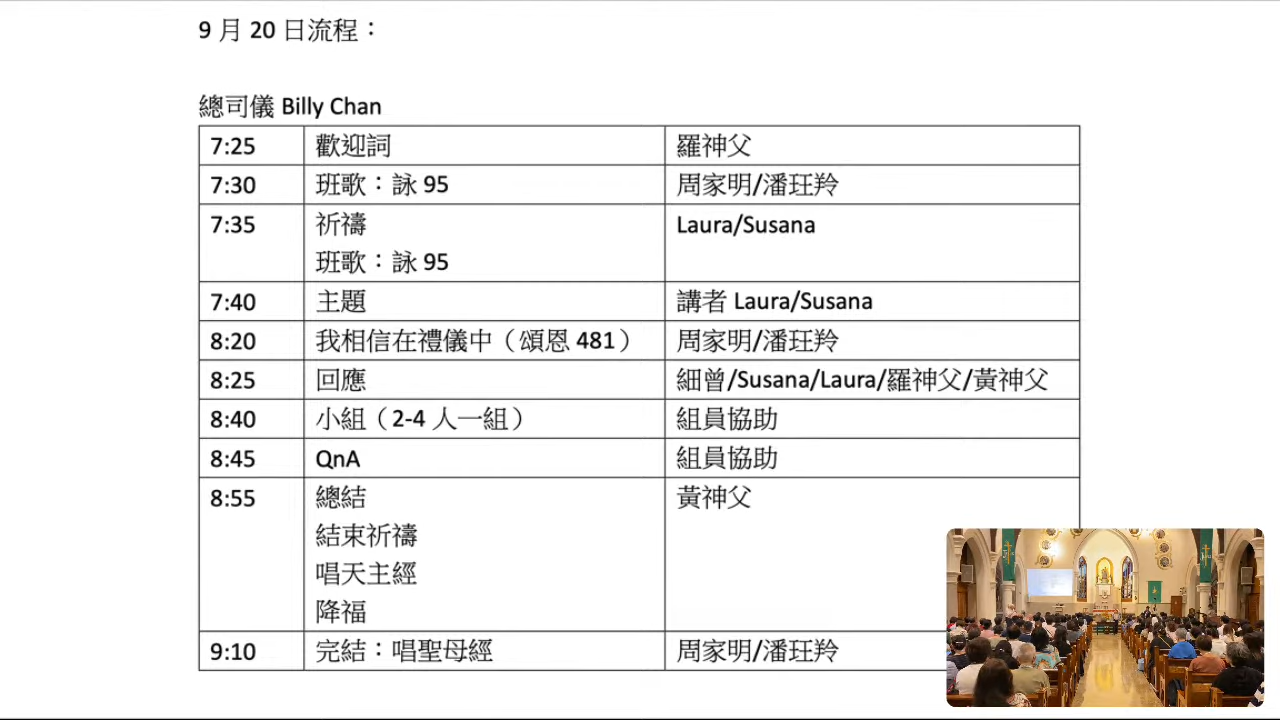 9 月 20 日流程：
總司儀 Billy Chan
7:25 歡迎詞 羅神父
7:30 班歌：詠 95 周家明/潘玨羚
7:35 祈禱 Laura/Susana
班歌：詠 95
7:40 主題 講者 Laura/Susana
8:20 我相信在禮儀中（頌恩 481） 周家明/潘玨羚
8:25 回應 細曾/Susana/Laura/羅神父/黃神父
8:40 小組（2-4 人一組） 組員協助
8:45 QnA 組員協助
8:55 總結 黃神父
結束祈禱
唱天主經
降福
9:10 完結：唱聖母經 周家明/潘玨羚